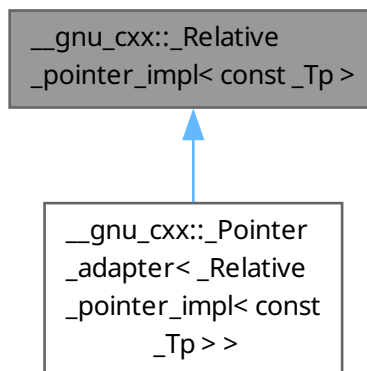 __gnu_cxx::_Relative
_pointer_impl< const _Tp >
__gnu_cxx::_Pointer
_adapter< _Relative
_pointer_impl< const
_Tp > >